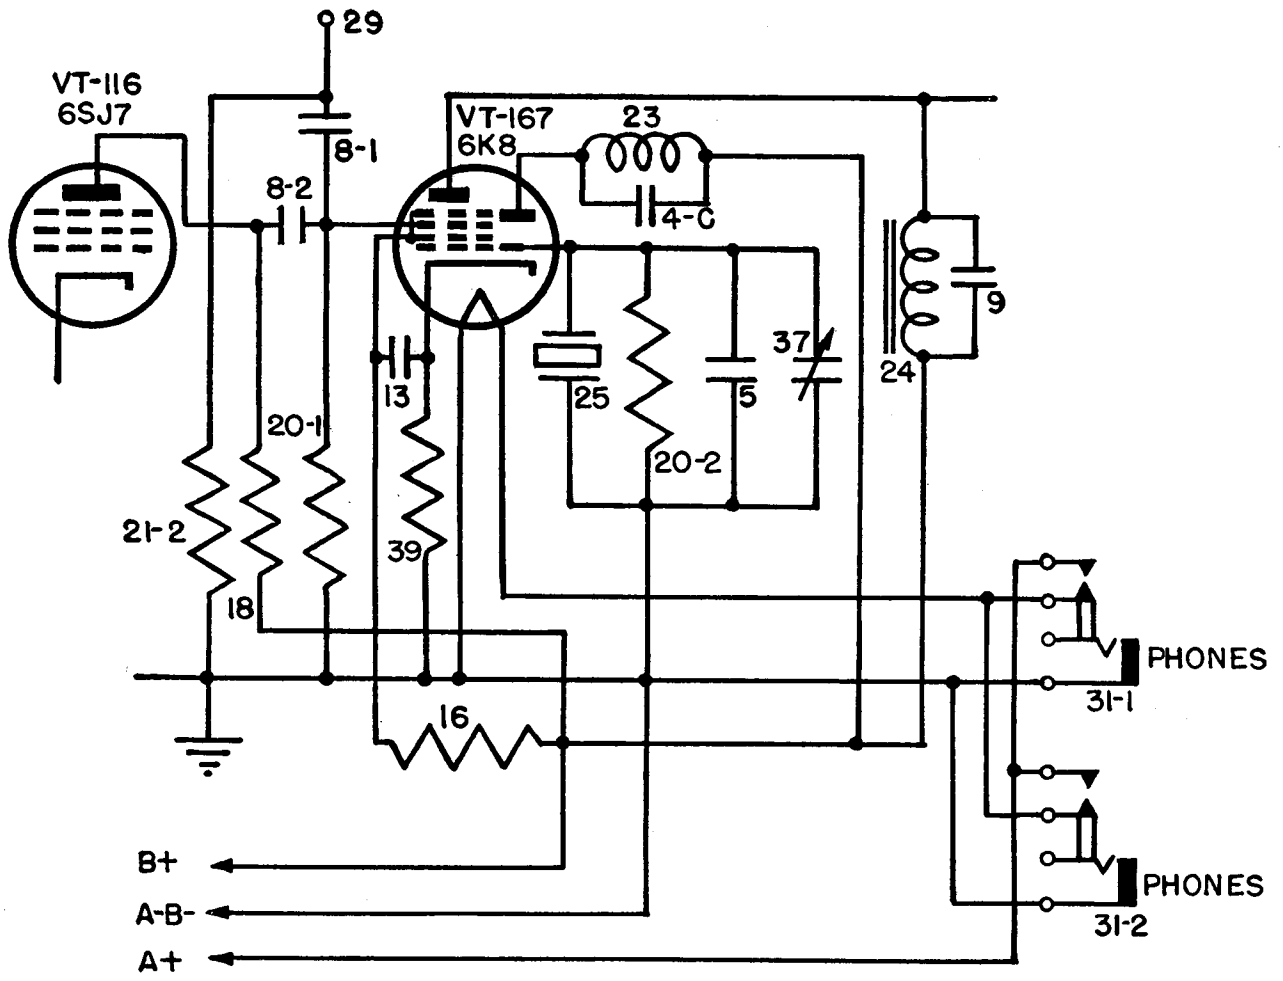 29
VT-116
6SJ7
8-1
8-2
VT-167
6K8
23
4-C
9
24
37
25
5
13
20-1
20-2
21-2
39
18
16
PHONES
31-1
PHONES
31-2
B+
A-B-
A+